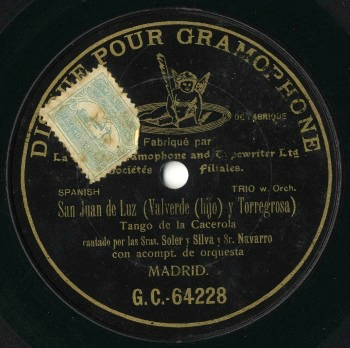 DISQUE POUR GRAMOPHONE
DE FABRIQUE
Fabriqué par
La Gramophone and Typewriter Ltd
Sociétés Filiales.
SPANISH TRIO w. Orch.
San Juan de Luz (Valverde (hijo) y Torregrosa)
Tango de la Cacerola
cantado por las Sras. Soler y Silva y Sr. Navarro
con acompt. de orquesta
MADRID.
G.C.-64228